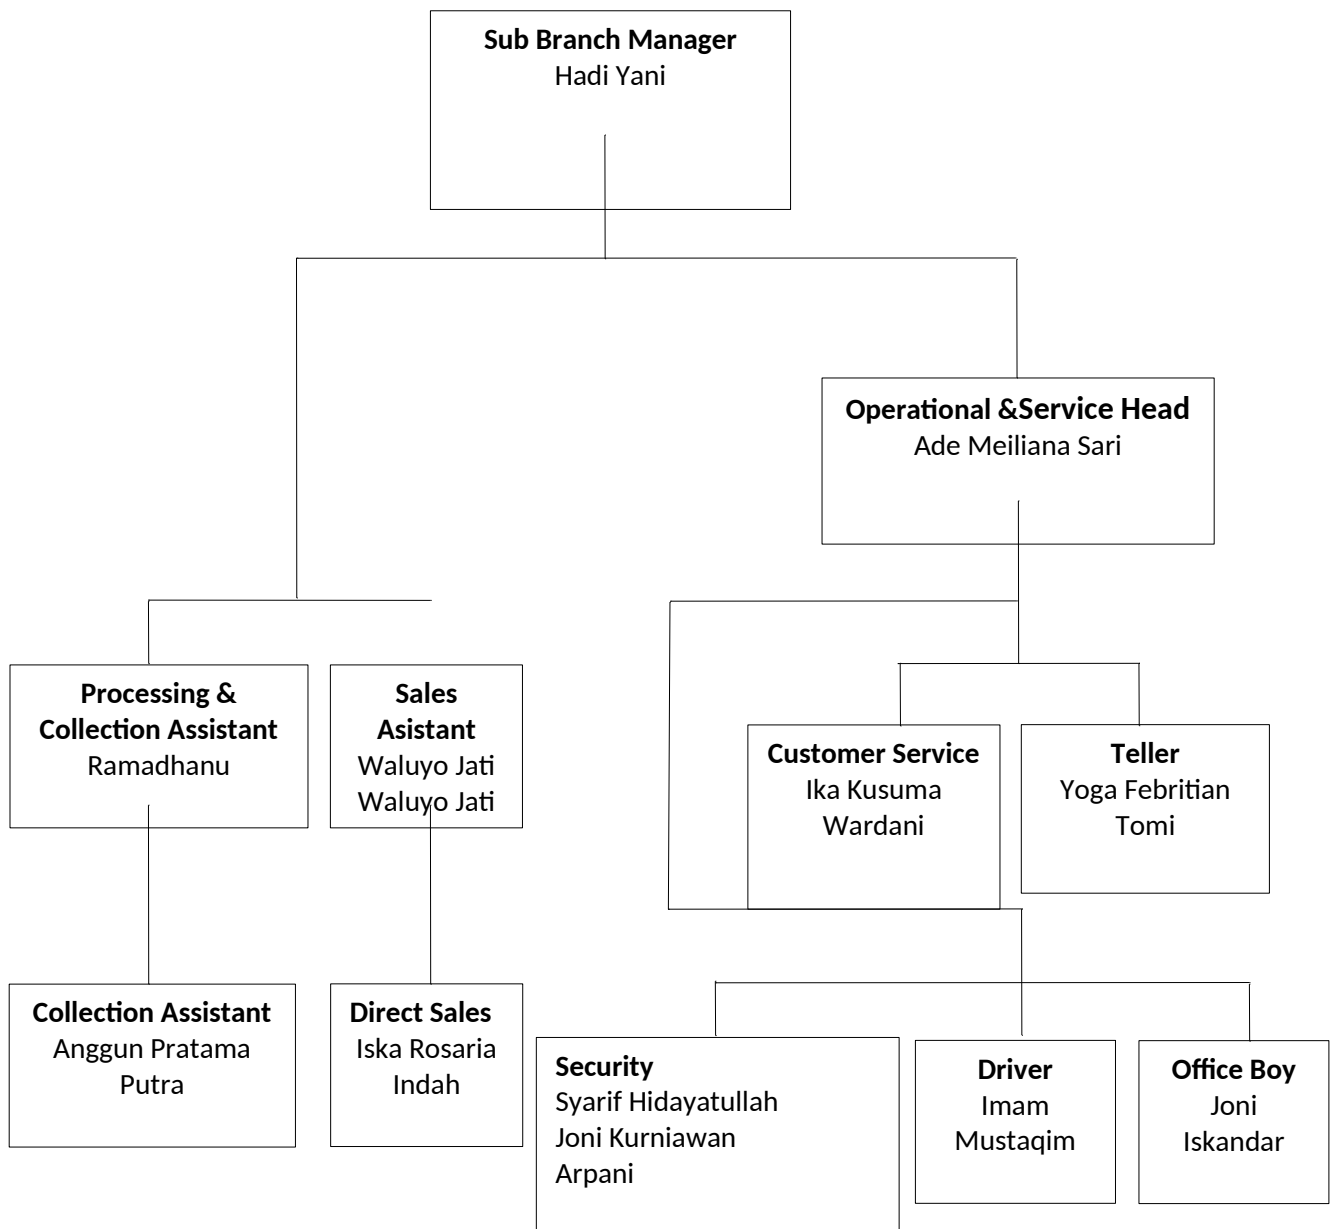 Sub Branch Manager
Hadi Yani
Operational &Service Head
Ade Meiliana Sari
Processing &
Collection Assistant
Ramadhanu
Sales
Asistant
Waluyo Jati
Waluyo Jati
Customer Service
Ika Kusuma
Wardani
Teller
Yoga Febritian
Tomi
Collection Assistant
Anggun Pratama
Putra
Direct Sales
Iska Rosaria
Indah
Security
Syarif Hidayatullah
Joni Kurniawan
Arpani
Driver
Imam
Mustaqim
Office Boy
Joni
Iskandar